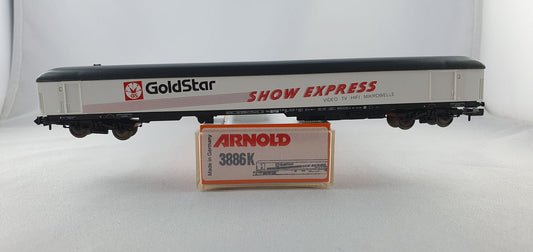 GoldStar
SHOW EXPRESS
VIDEO TV HIFI MIKROWELLE
ARNOLD
3886K
Made in Germany